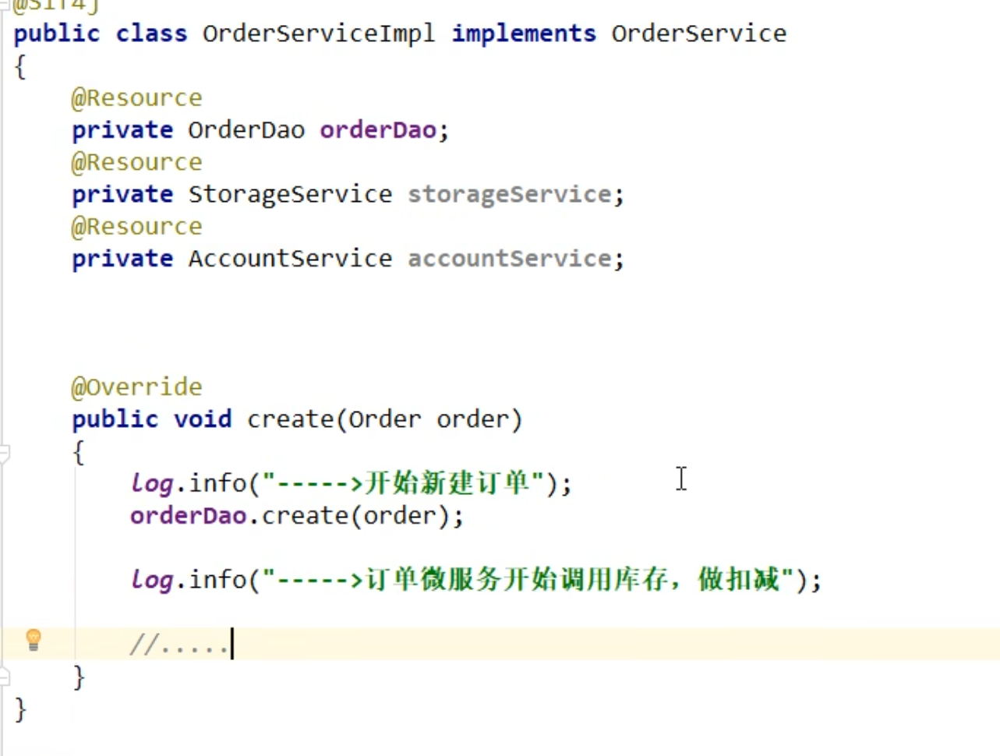 @Slf4j
public class OrderServiceImpl implements OrderService
{
@Resource
private OrderDao orderDao;
@Resource
private StorageService storageService;
@Resource
private AccountService accountService;
@Override
public void create(Order order)
{
log.info("----->开始新建订单");
orderDao.create(order);
log.info("----->订单微服务开始调用库存，做扣减");
//.....
}
}